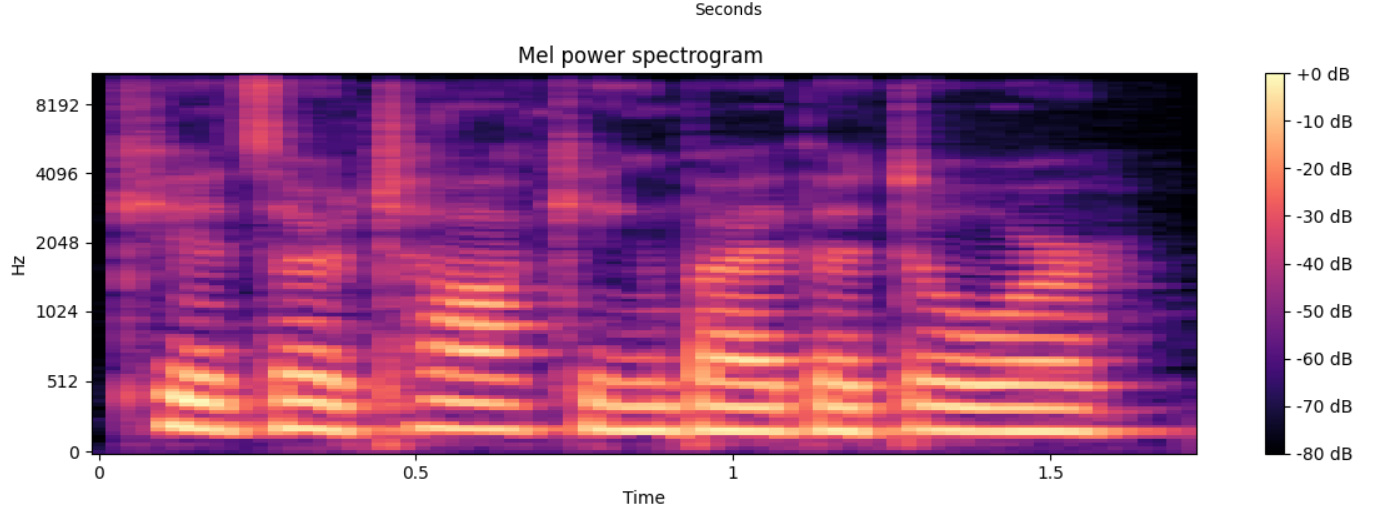 Seconds
Mel power spectrogram
8192
4096
2048
1024
512
0
Hz
0
0.5
1
1.5
Time
+0 dB
-10 dB
-20 dB
-30 dB
-40 dB
-50 dB
-60 dB
-70 dB
-80 dB